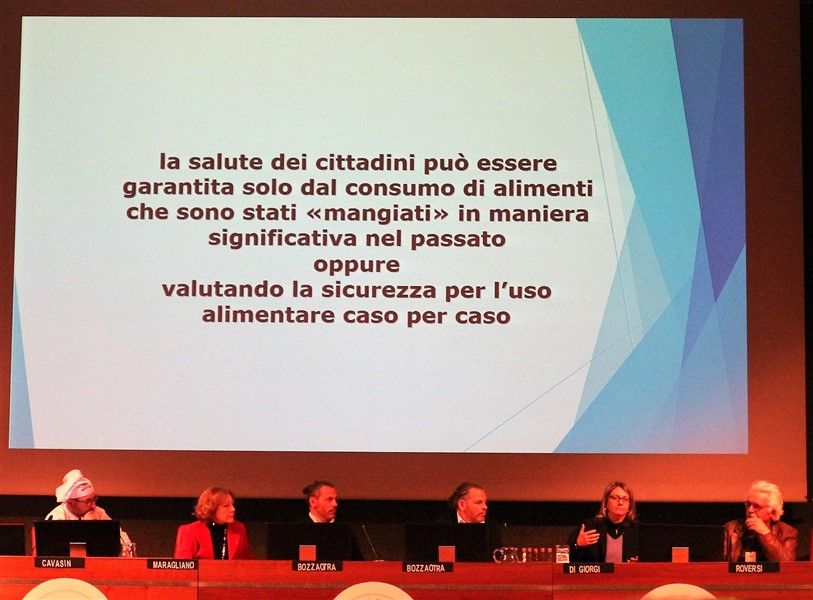 la salute dei cittadini può essere
garantita solo dal consumo di alimenti
che sono stati «mangiati» in maniera
significativa nel passato
oppure
valutando la sicurezza per l’uso
alimentare caso per caso
CAVASIN
MARAGLIANO
BOZZAOTRA
BOZZAOTRA
DI GIORGI
ROVERSI